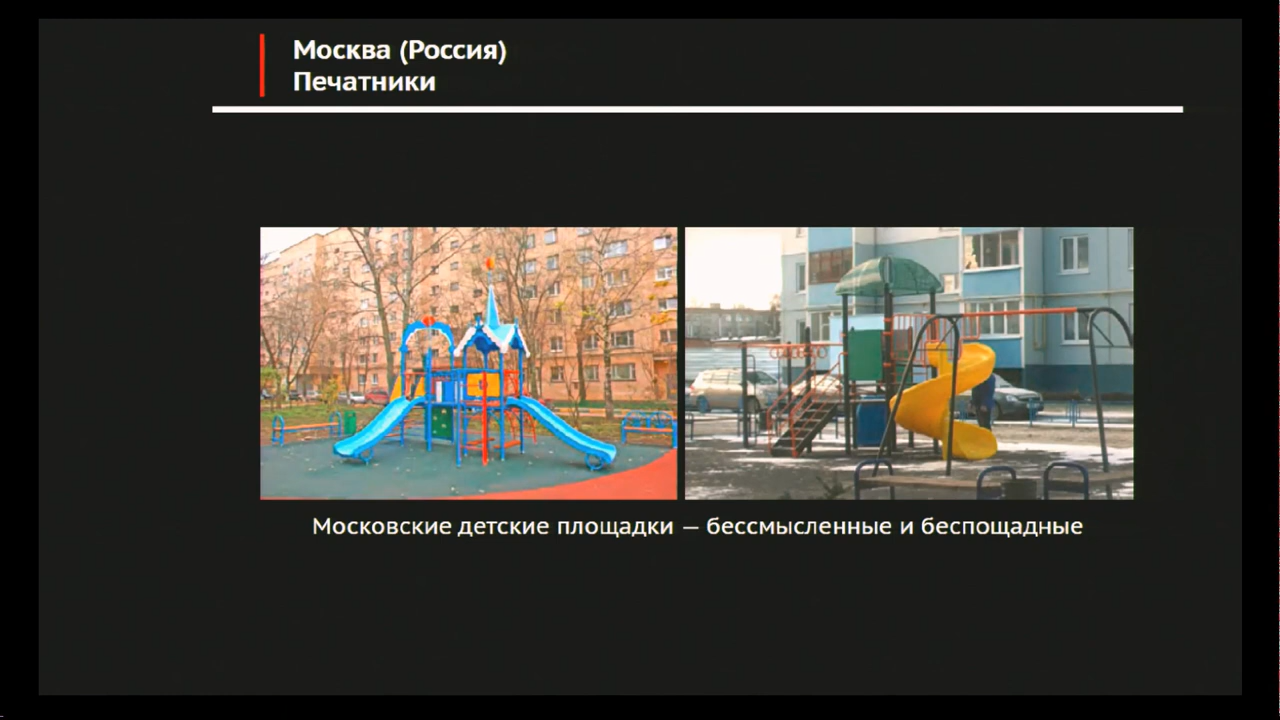 Москва (Россия)
Печатники
Московские детские площадки — бессмысленные и беспощадные